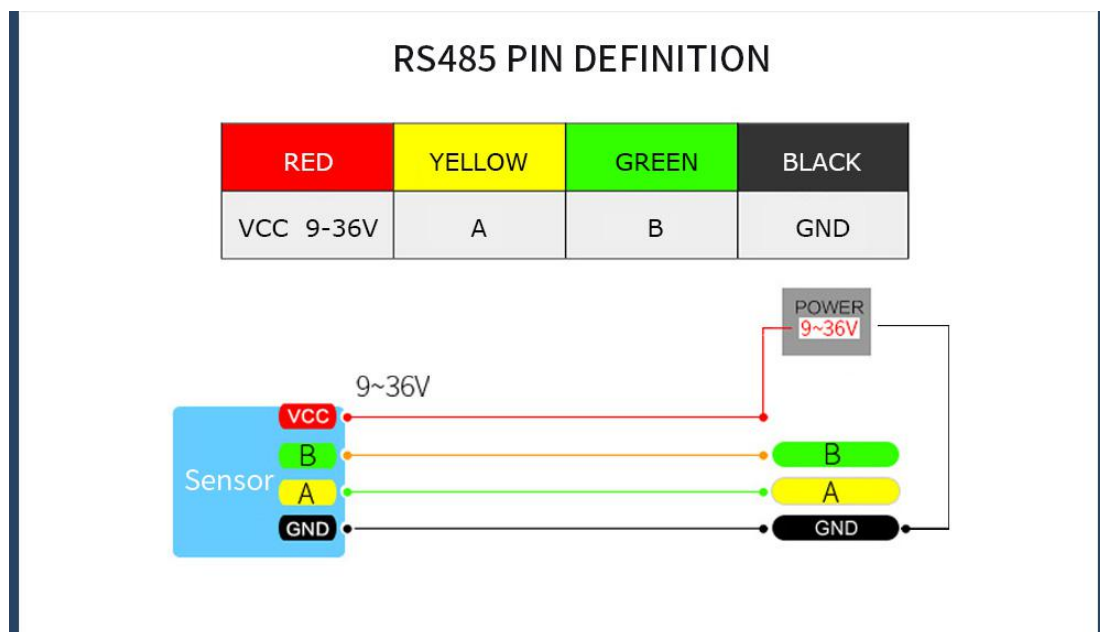 RS485 PIN DEFINITION
RED YELLOW GREEN BLACK
VCC 9-36V A B GND
POWER
9~36V
9~36V
VCC
B B
Sensor
A A
GND GND